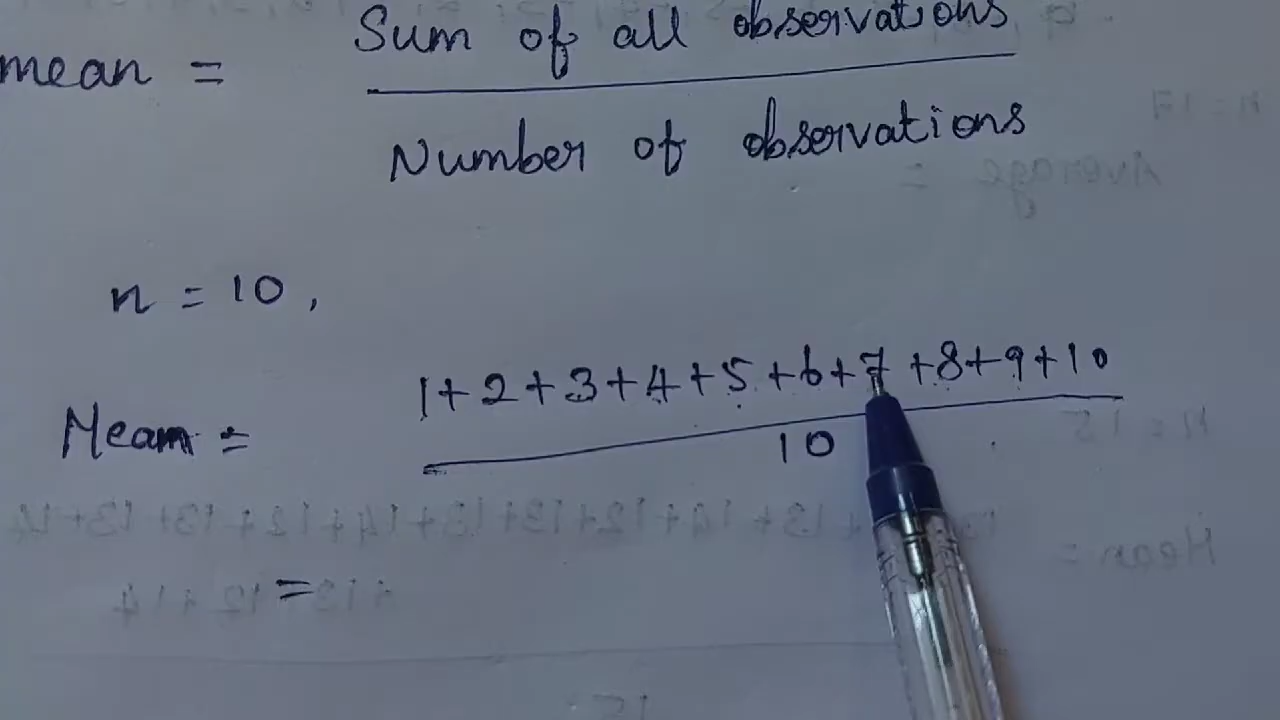 mean = Sum of all observations
Number of observations
n = 10,
Mean = 1+2+3+4+5+6+7+8+9+10
10
=